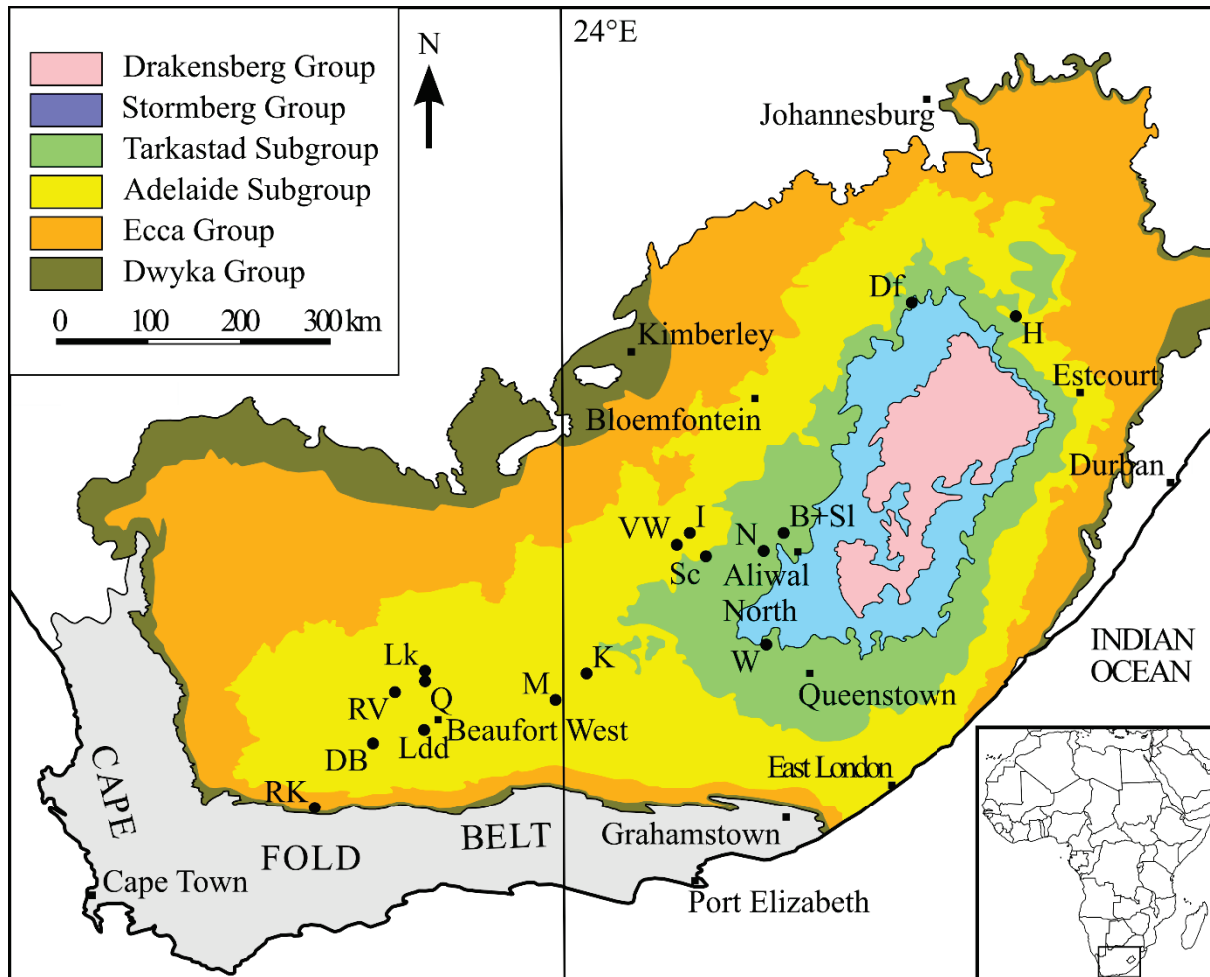 Drakensberg Group
Stormberg Group
Tarkastad Subgroup
Adelaide Subgroup
Ecca Group
Dwyka Group
0 100 200 300 km
N
24°E
Johannesburg
Df
H
Kimberley
Estcourt
Bloemfontein
Durban
VW
I
B+Sl
N
Sc
Aliwal
North
INDIAN
OCEAN
W
Lk
K
M
Queenstown
RV
Q
Beaufort West
DB
Ldd
East London
RK
CAPE
FOLD
BELT
Grahamstown
Cape Town
Port Elizabeth